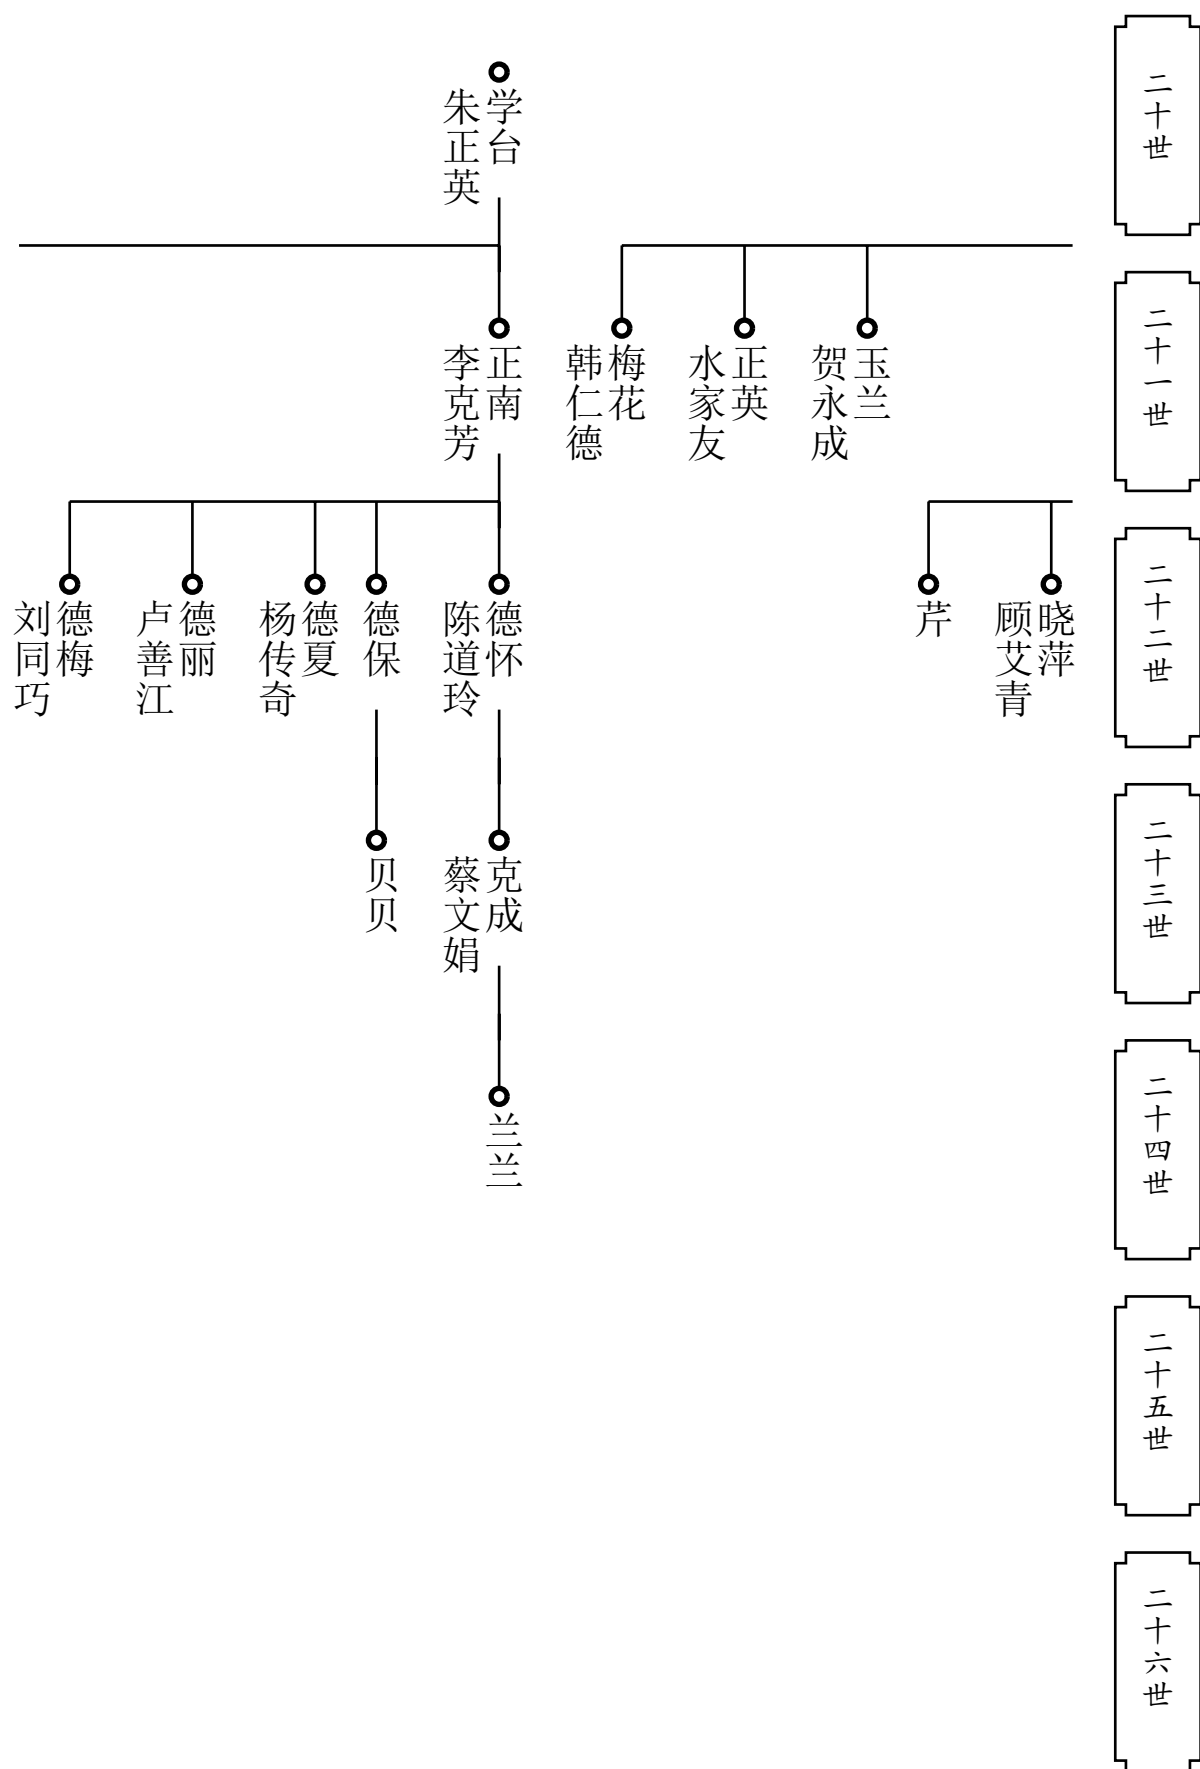 二十世
学台
朱正英
二十一世
玉兰
贺永成
正英
水家友
梅花
韩仁德
正南
李克芳
二十二世
晓萍
顾艾青
芹
德怀
陈道玲
德保
德夏
杨传奇
德丽
卢善江
德梅
刘同巧
二十三世
克成
蔡文娟
贝贝
二十四世
兰兰
二十五世
二十六世